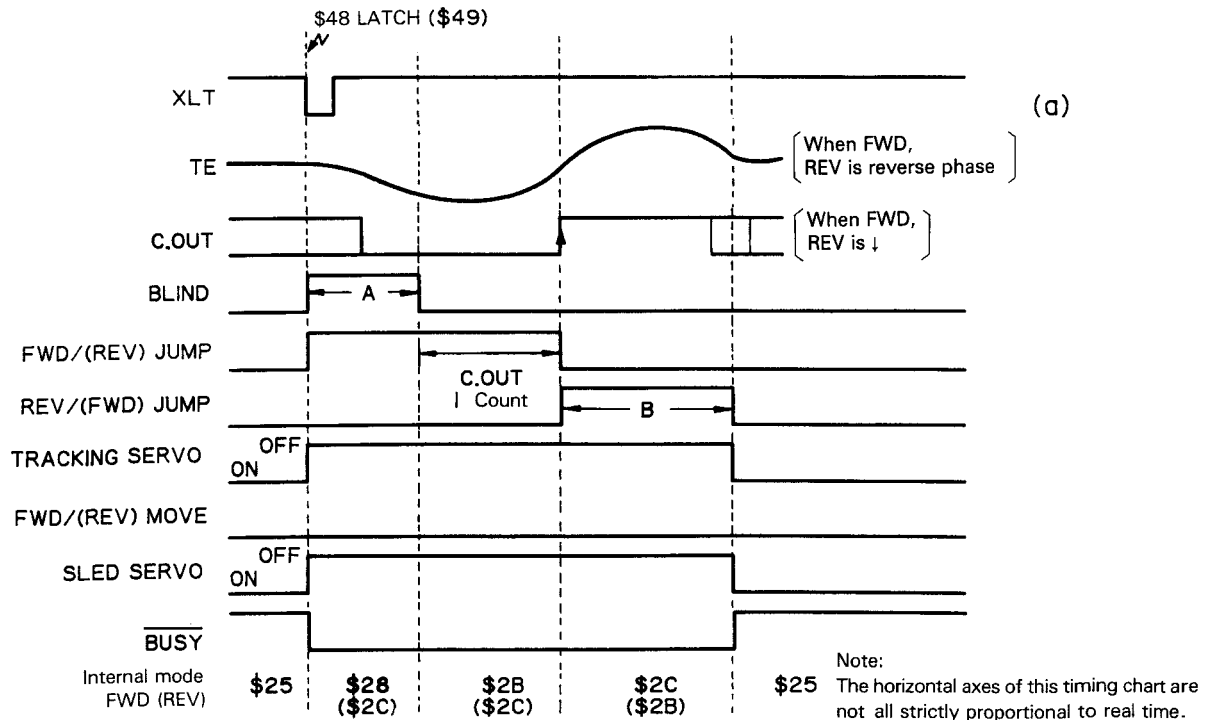 $48 LATCH ($49)
XLT
(a)
TE
When FWD,
REV is reverse phase
C.OUT
When FWD,
REV is ↓
BLIND
A
FWD/(REV) JUMP
C.OUT
Count
REV/(FWD) JUMP
B
TRACKING SERVO
OFF
ON
FWD/(REV) MOVE
SLED SERVO
OFF
ON
BUSY
Internal mode
FWD (REV)
$25 $28 $2B $2C $25
($2C) ($2C) ($2B)
Note:
The horizontal axes of this timing chart are
not all strictly proportional to real time.